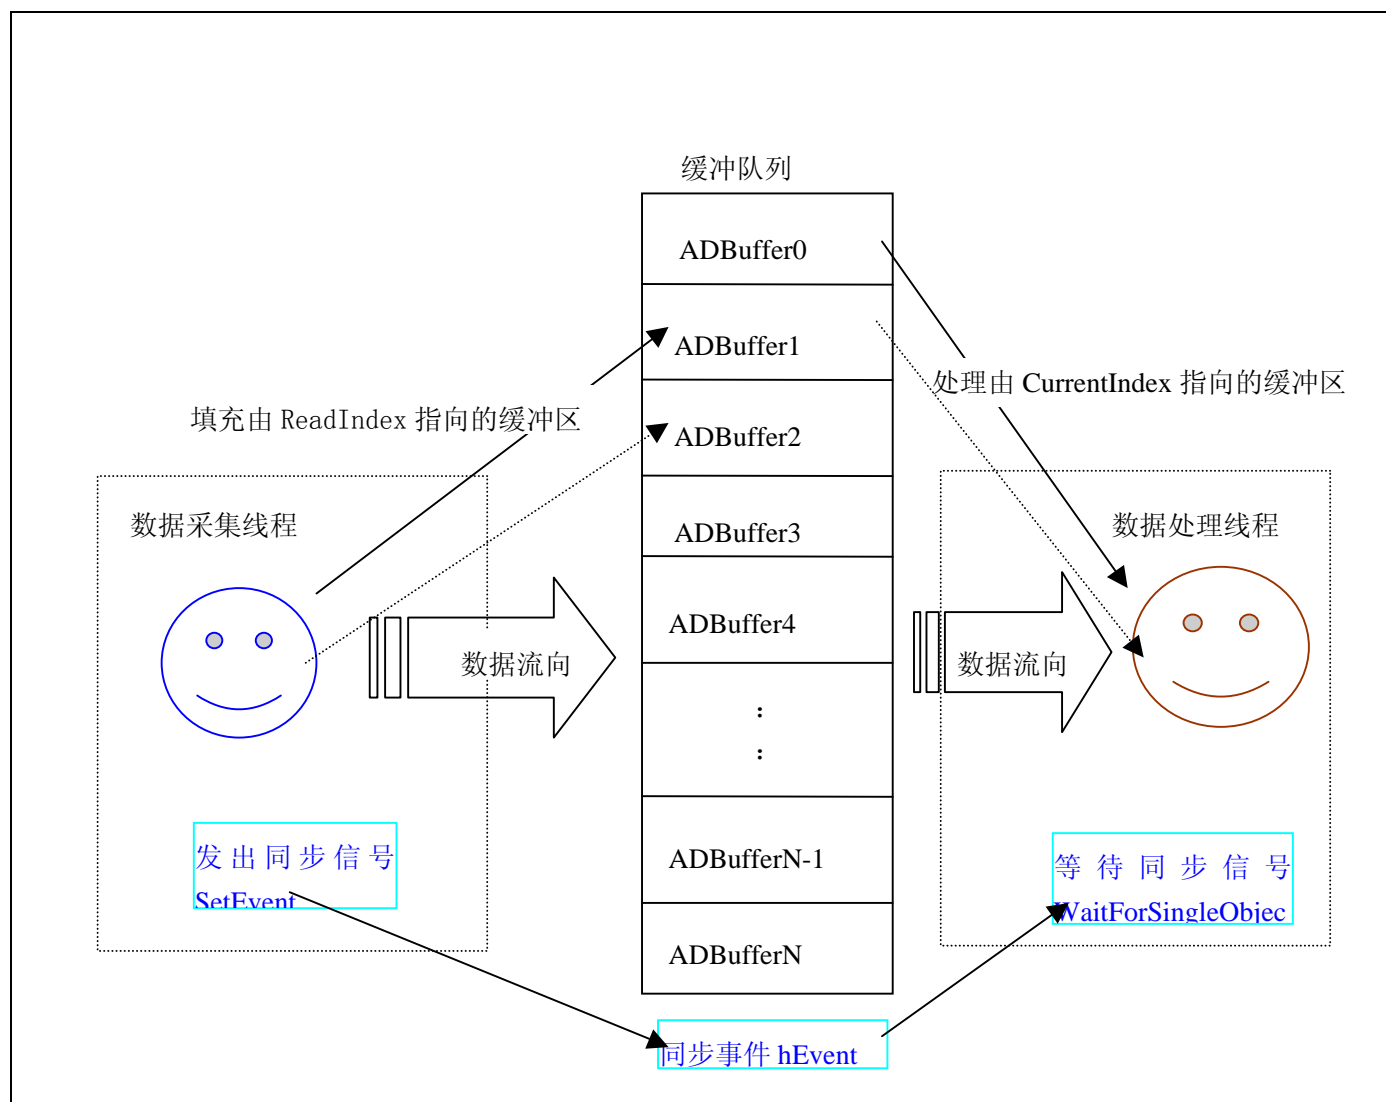 缓冲队列
ADBuffer0
ADBuffer1
处理由 CurrentIndex 指向的缓冲区
填充由 ReadIndex 指向的缓冲区
ADBuffer2
数据采集线程
ADBuffer3
数据处理线程
ADBuffer4
数据流向
数据流向
:
:
发出同步信号
SetEvent
ADBufferN-1
等待同步信号
WaitForSingleObjec
ADBufferN
同步事件 hEvent